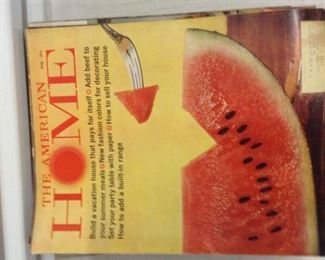 THE AMERICAN
HOME
Build a vacation house that pays for itself Add beef to
your summer meals New fashion colors for decorating
Set your party table with paper How to sell your house
How to add a built-in range